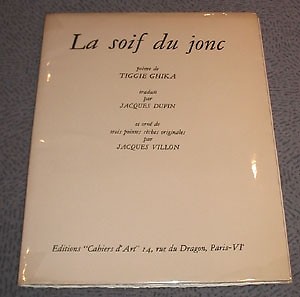 La soif du jonc
poème de
TIGGIE GHIKA
traduit
par
JACQUES DUPIN
et orné de
trois pointes sèches originales
par
JACQUES VILLON
Editions "Cahiers d'Art" 14, rue du Dragon, Paris-VIᵉ